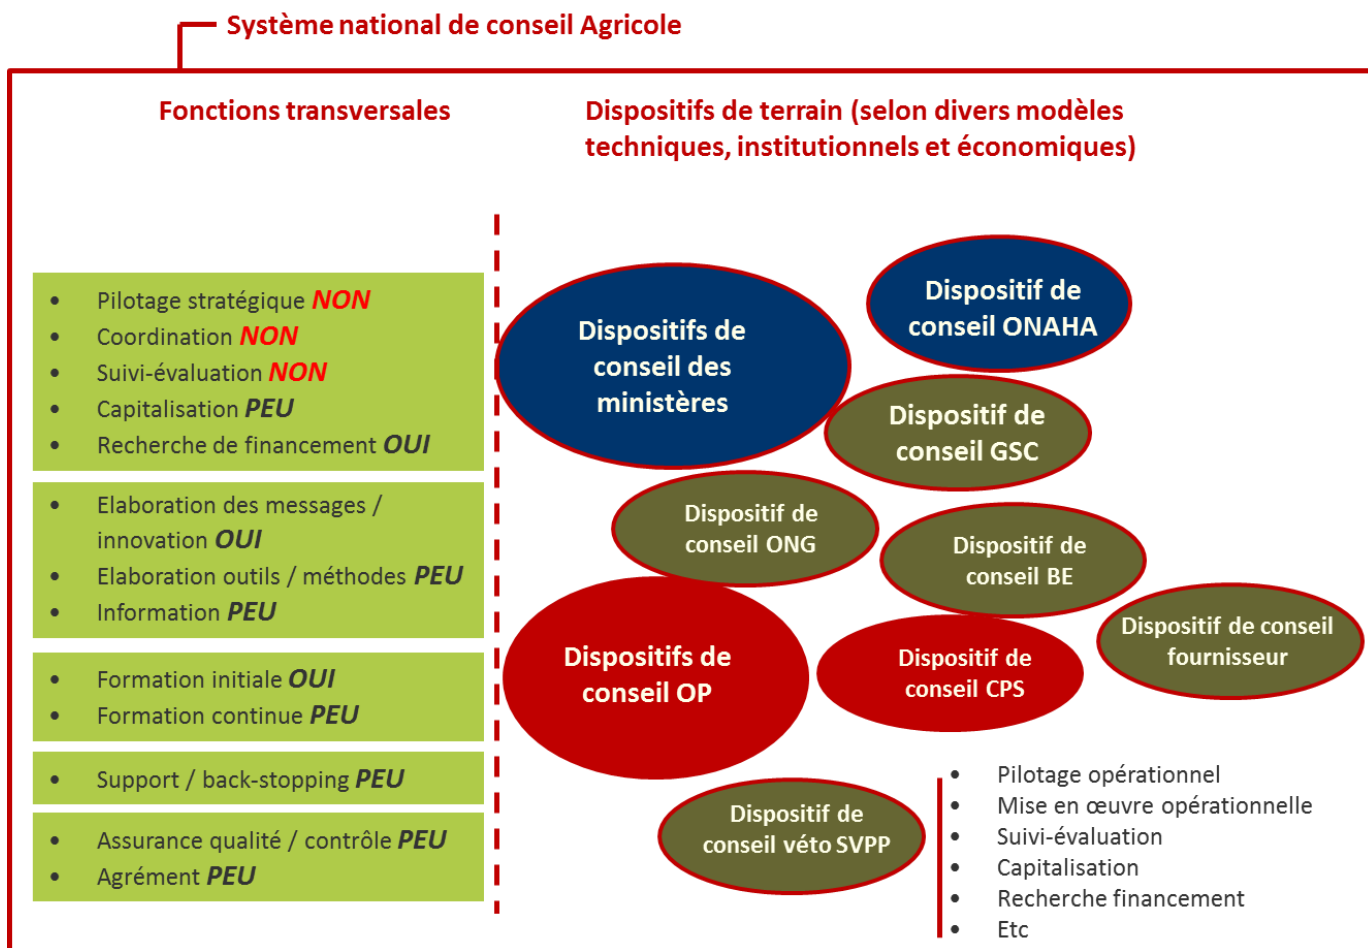 Système national de conseil Agricole
Fonctions transversales
Dispositifs de terrain (selon divers modèles
techniques, institutionnels et économiques)
• Pilotage stratégique NON
• Coordination NON
• Suivi-évaluation NON
• Capitalisation PEU
• Recherche de financement OUI
• Elaboration des messages /
innovation OUI
• Elaboration outils / méthodes PEU
• Information PEU
• Formation initiale OUI
• Formation continue PEU
• Support / back-stopping PEU
• Assurance qualité / contrôle PEU
• Agrément PEU
Dispositifs de
conseil des
ministères
Dispositif de
conseil ONAHA
Dispositif de
conseil GSC
Dispositif de
conseil ONG
Dispositif de
conseil BE
Dispositif de conseil
fournisseur
Dispositifs de
conseil OP
Dispositif de
conseil CPS
Dispositif de
conseil véto SVPP
• Pilotage opérationnel
• Mise en œuvre opérationnelle
• Suivi-évaluation
• Capitalisation
• Recherche financement
• Etc